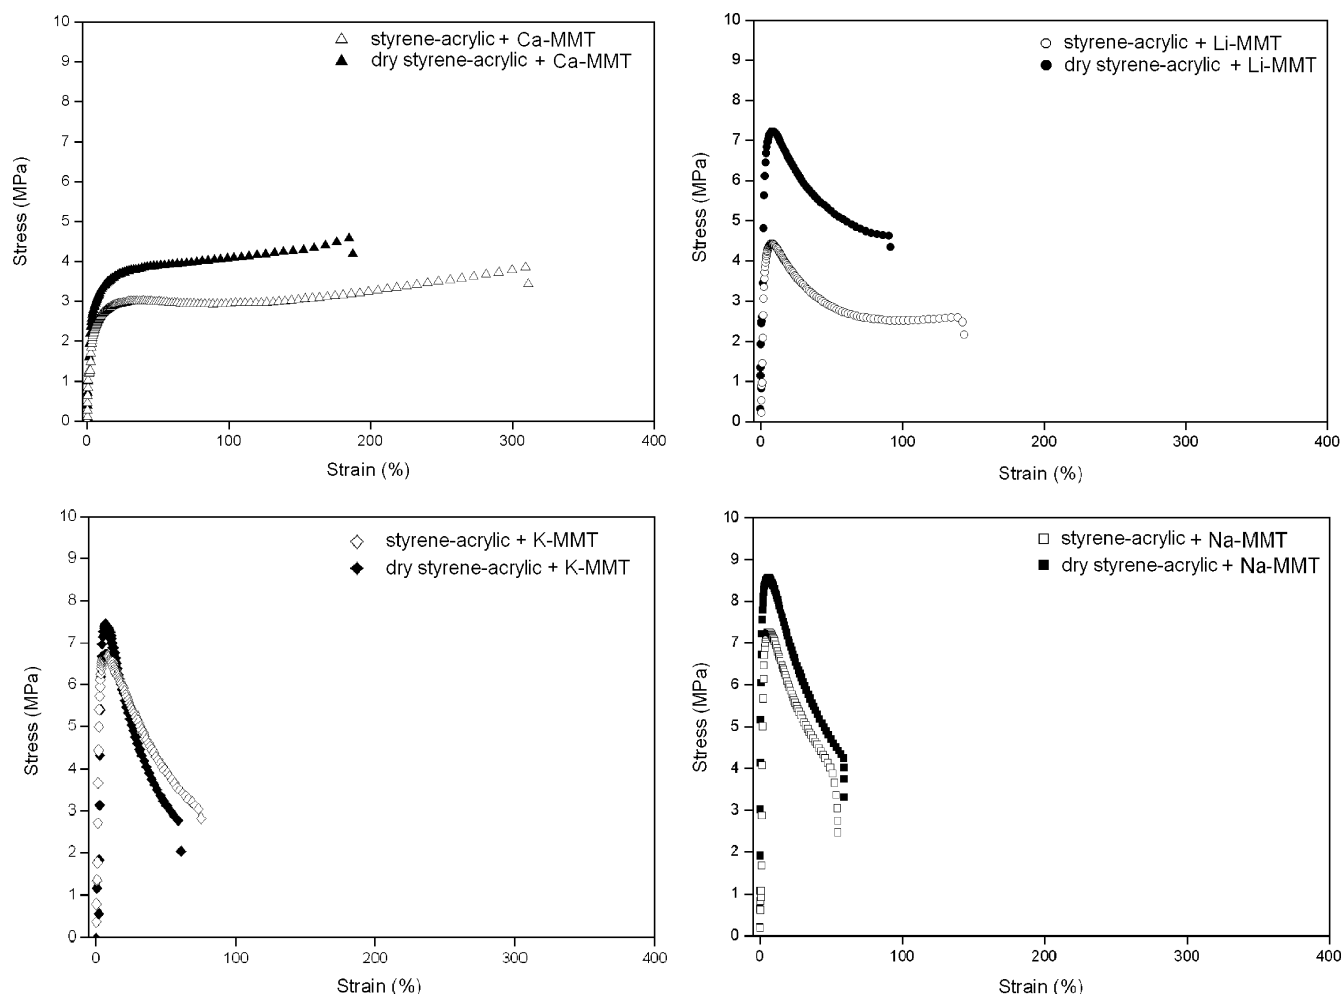 10
9
8
7
6
5
4
3
2
1
0
Stress (MPa)
styrene-acrylic + Ca-MMT
dry styrene-acrylic + Ca-MMT
0 100 200 300 400
Strain (%)
10
9
8
7
6
5
4
3
2
1
0
Stress (MPa)
styrene-acrylic + Li-MMT
dry styrene-acrylic + Li-MMT
0 100 200 300 400
Strain (%)
10
9
8
7
6
5
4
3
2
1
0
Stress (MPa)
styrene-acrylic + K-MMT
dry styrene-acrylic + K-MMT
0 100 200 300 400
Strain (%)
10
9
8
7
6
5
4
3
2
1
0
Stress (MPa)
styrene-acrylic + Na-MMT
dry styrene-acrylic + Na-MMT
0 100 200 300 400
Strain (%)